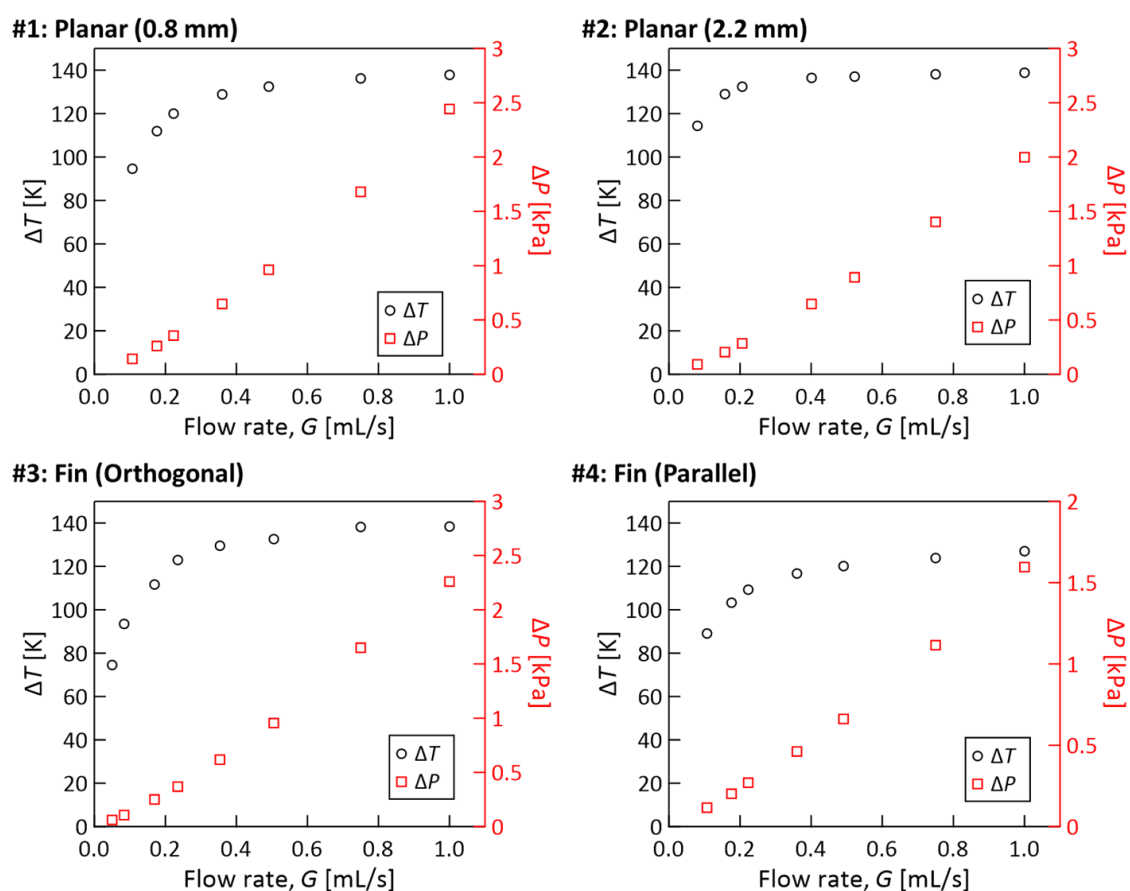 #1: Planar (0.8 mm)
140
120
100
80
60
40
20
0
ΔT [K]
3
2.5
2
1.5
1
0.5
0
ΔP [kPa]
ΔT
ΔP
0.0 0.2 0.4 0.6 0.8 1.0
Flow rate, G [mL/s]
#2: Planar (2.2 mm)
140
120
100
80
60
40
20
0
ΔT [K]
3
2.5
2
1.5
1
0.5
0
ΔP [kPa]
ΔT
ΔP
0.0 0.2 0.4 0.6 0.8 1.0
Flow rate, G [mL/s]
#3: Fin (Orthogonal)
140
120
100
80
60
40
20
0
ΔT [K]
3
2.5
2
1.5
1
0.5
0
ΔP [kPa]
ΔT
ΔP
0.0 0.2 0.4 0.6 0.8 1.0
Flow rate, G [mL/s]
#4: Fin (Parallel)
140
120
100
80
60
40
20
0
ΔT [K]
2
1.5
1
0.5
0
ΔP [kPa]
ΔT
ΔP
0.0 0.2 0.4 0.6 0.8 1.0
Flow rate, G [mL/s]